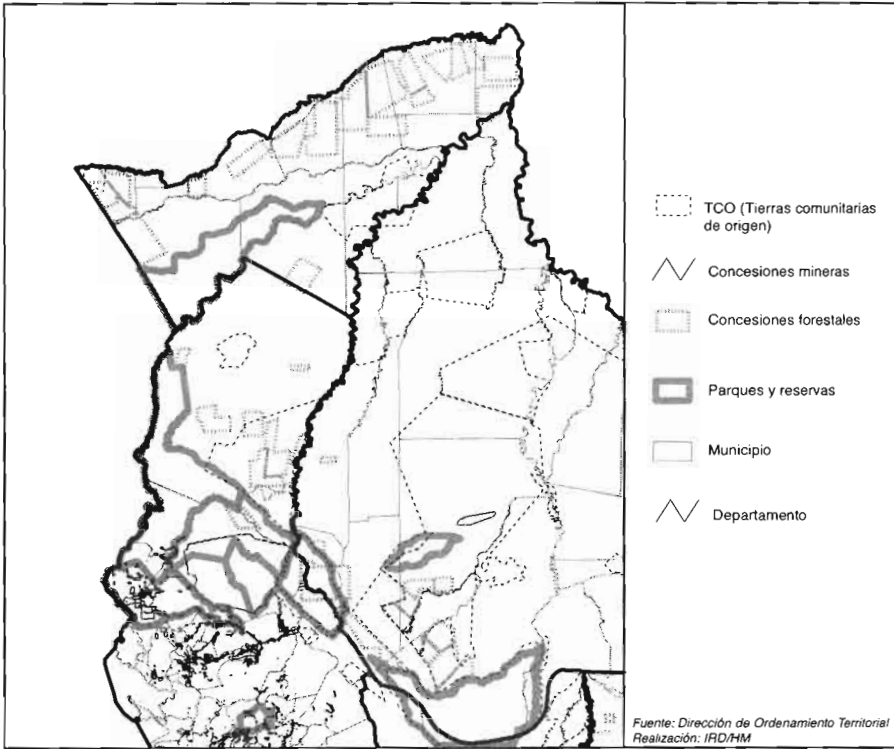 TCO (Tierras comunitarias
de origen)
Concesiones mineras
Concesiones forestales
Parques y reservas
Municipio
Departamento
Fuente: Dirección de Ordenamiento Territorial
Realización: IRD/HM